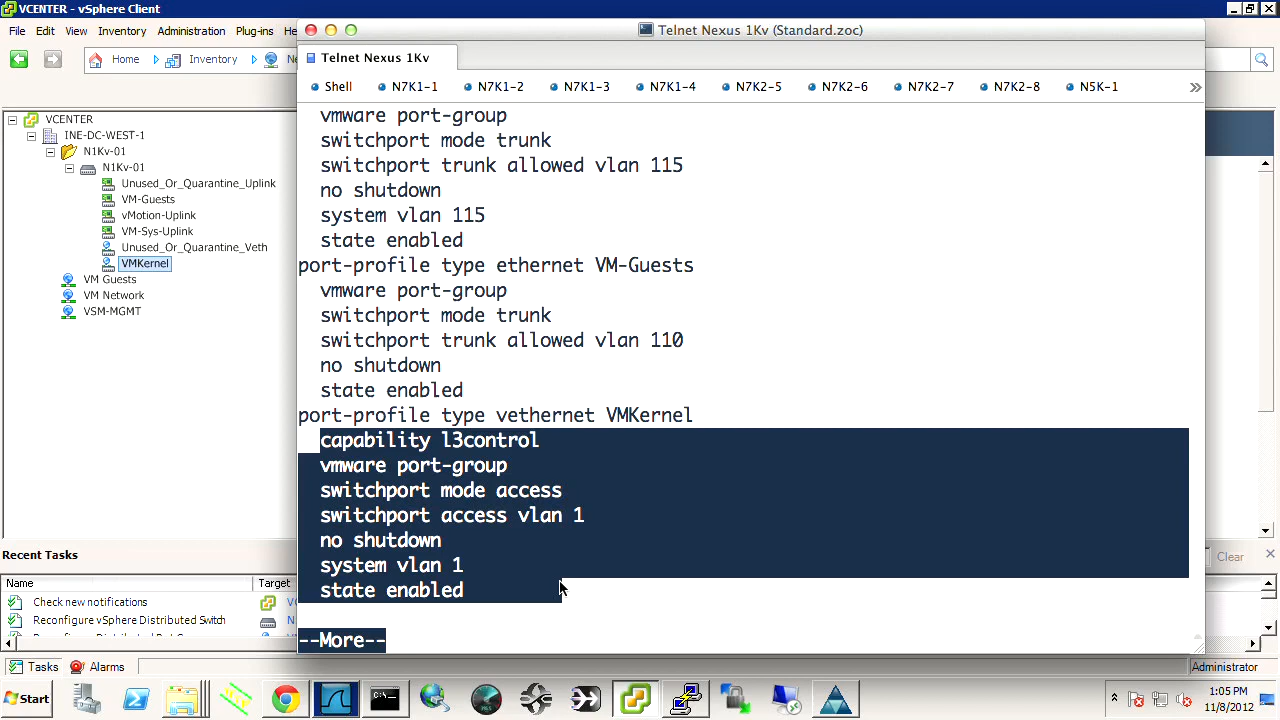 VCENTER - vSphere Client
File Edit View Inventory Administration Plug-ins He
Home Inventory Ne
VCENTER
INE-DC-WEST-1
N1Kv-01
N1Kv-01
Unused_Or_Quarantine_Uplink
VM-Guests
vMotion-Uplink
VM-Sys-Uplink
Unused_Or_Quarantine_Veth
VMKernel
VM Guests
VM Network
VSM-MGMT
Telnet Nexus 1Kv (Standard.zoc)
Telnet Nexus 1Kv
Shell N7K1-1 N7K1-2 N7K1-3 N7K1-4 N7K2-5 N7K2-6 N7K2-7 N7K2-8 N5K-1 »
vmware port-group
switchport mode trunk
switchport trunk allowed vlan 115
no shutdown
system vlan 115
state enabled
port-profile type ethernet VM-Guests
vmware port-group
switchport mode trunk
switchport trunk allowed vlan 110
no shutdown
state enabled
port-profile type vethernet VMKernel
capability l3control
vmware port-group
switchport mode access
switchport access vlan 1
no shutdown
system vlan 1
state enabled
--More--
Recent Tasks
Clear
Name Target
Check new notifications
Reconfigure vSphere Distributed Switch
Tasks Alarms
Administrator
Start
1:05 PM
11/8/2012